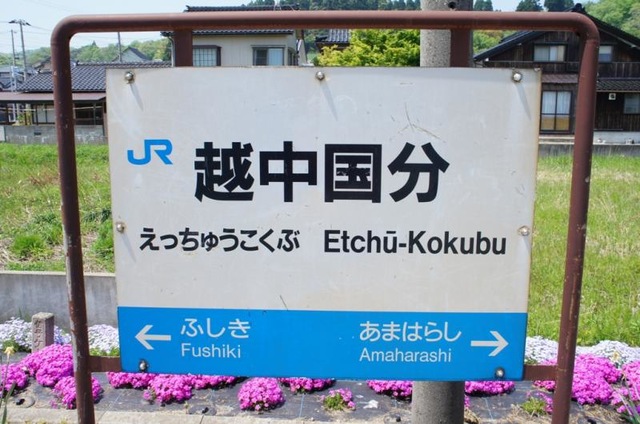 JR 越中国分
えっちゅうこくぶ Etchū-Kokubu
← ふしき あまはらし →
Fushiki Amaharashi